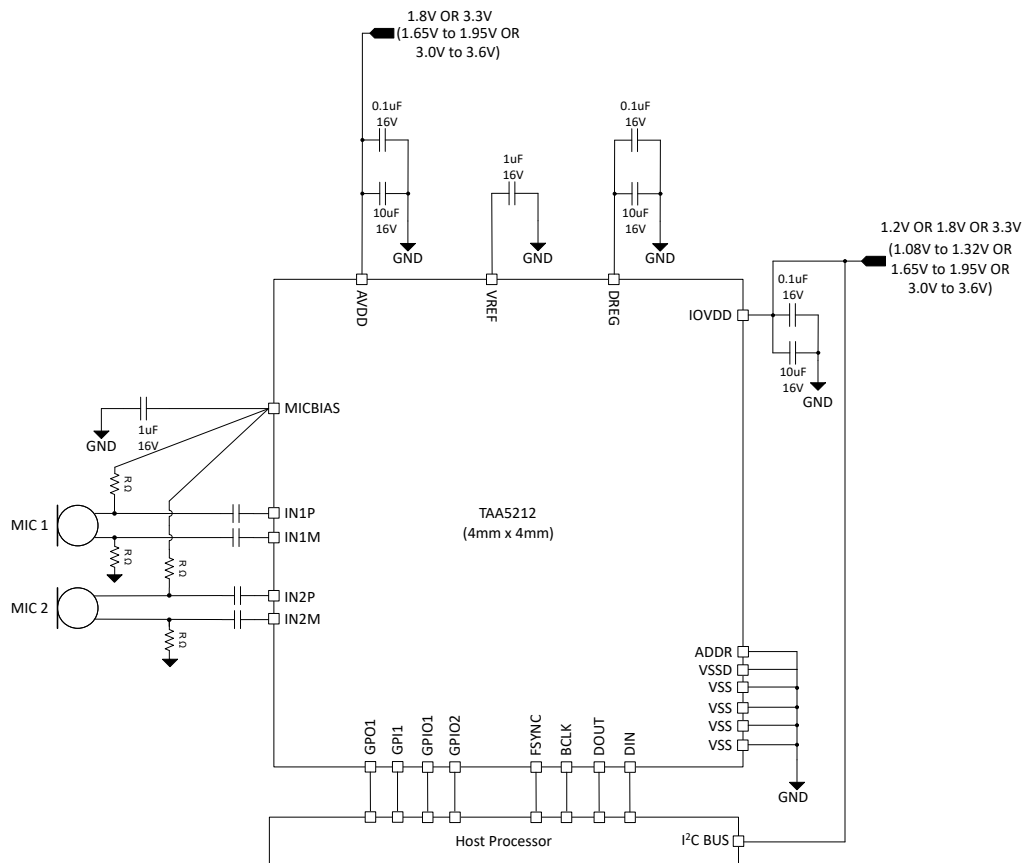 1.8V OR 3.3V
(1.65V to 1.95V OR
3.0V to 3.6V)
0.1uF
16V
10uF
16V
GND
1uF
16V
GND
0.1uF
16V
10uF
16V
GND
1.2V OR 1.8V OR 3.3V
(1.08V to 1.32V OR
1.65V to 1.95V OR
3.0V to 3.6V)
0.1uF
16V
10uF
16V
GND
AVDD
VREF
DREG
IOVDD
MICBIAS
1uF
16V
GND
R Ω
MIC 1
IN1P
IN1M
R Ω
R Ω
MIC 2
IN2P
IN2M
R Ω
TAA5212
(4mm x 4mm)
ADDR
VSSD
VSS
VSS
VSS
VSS
GND
GPO1
GPI1
GPIO1
GPIO2
FSYNC
BCLK
DOUT
DIN
Host Processor
I²C BUS